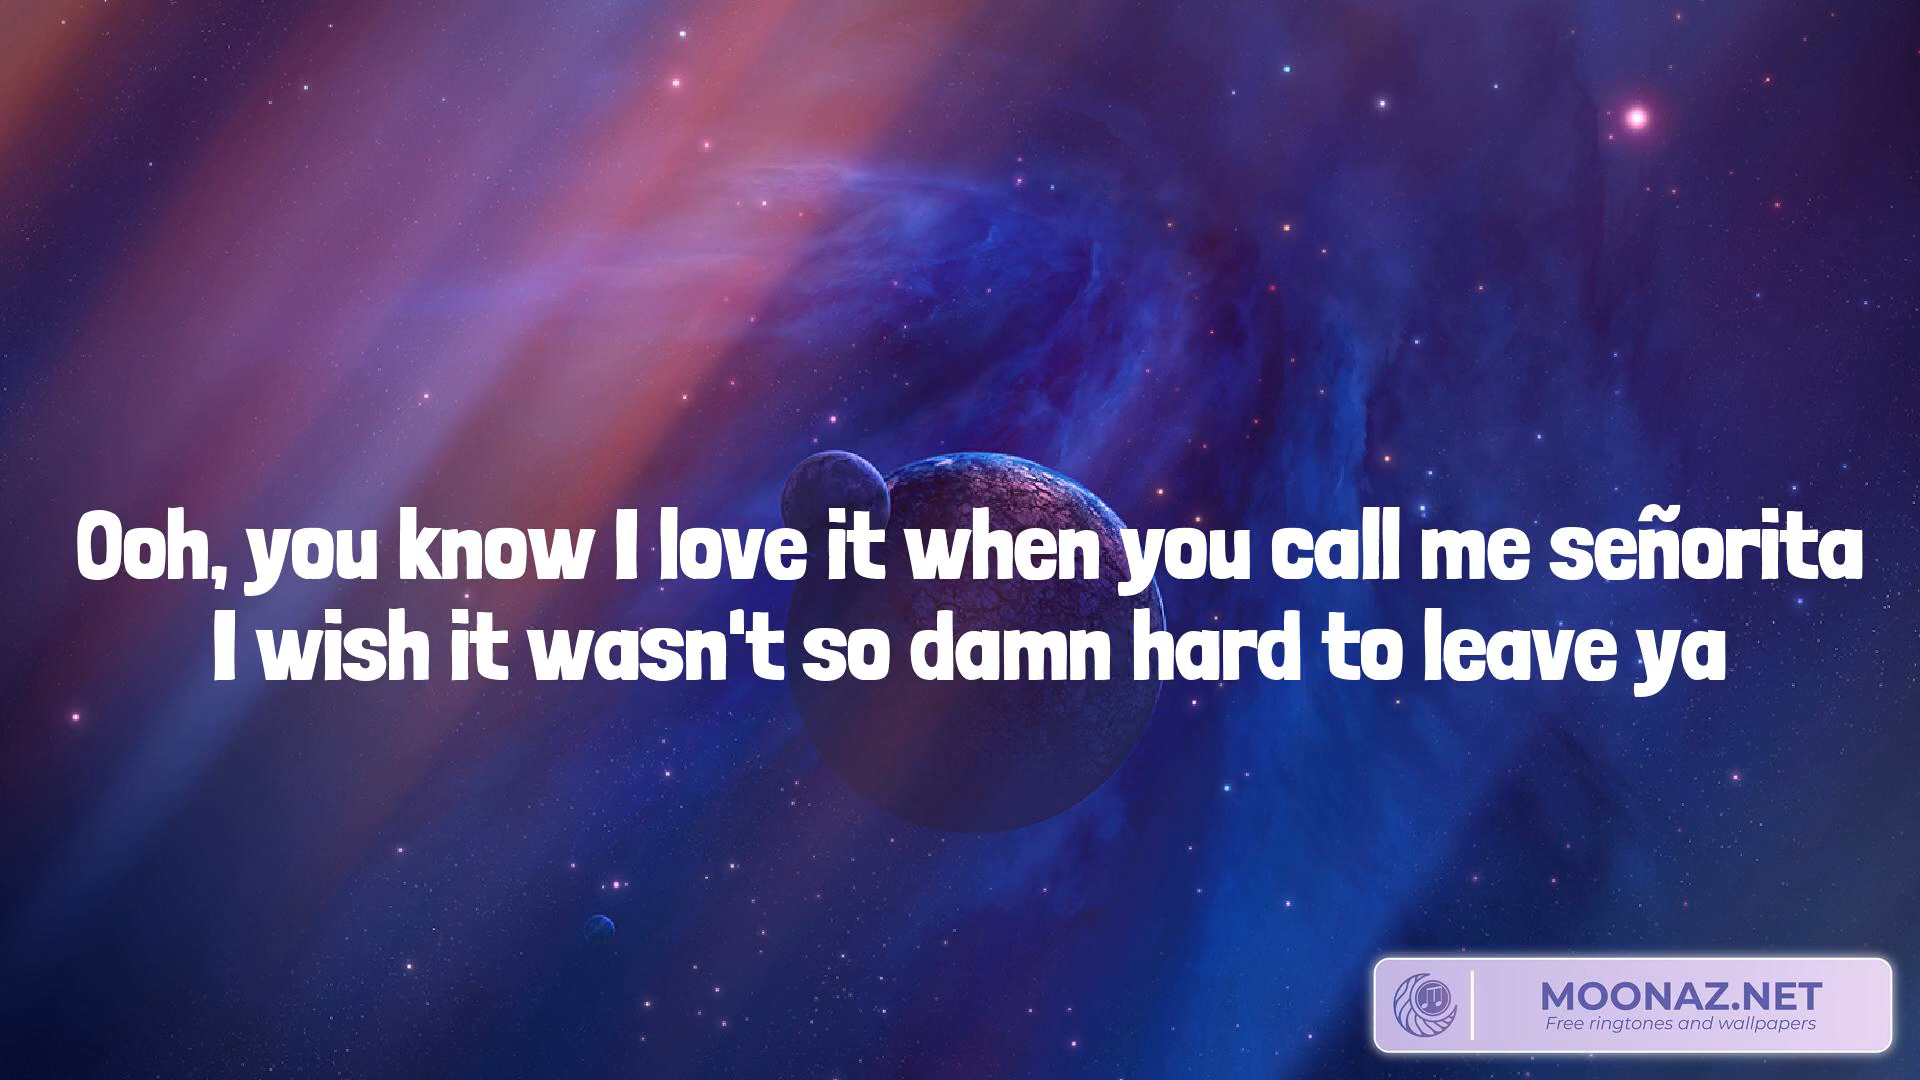 Ooh, you know I love it when you call me señorita
I wish it wasn't so damn hard to leave ya
MOONAZ.NET
Free ringtones and wallpapers